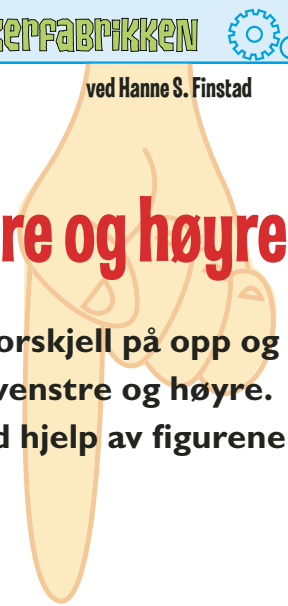 kerfabrikken
ved Hanne S. Finstad
re og høyre
orskjell på opp og
venstre og høyre.
d hjelp av figurene